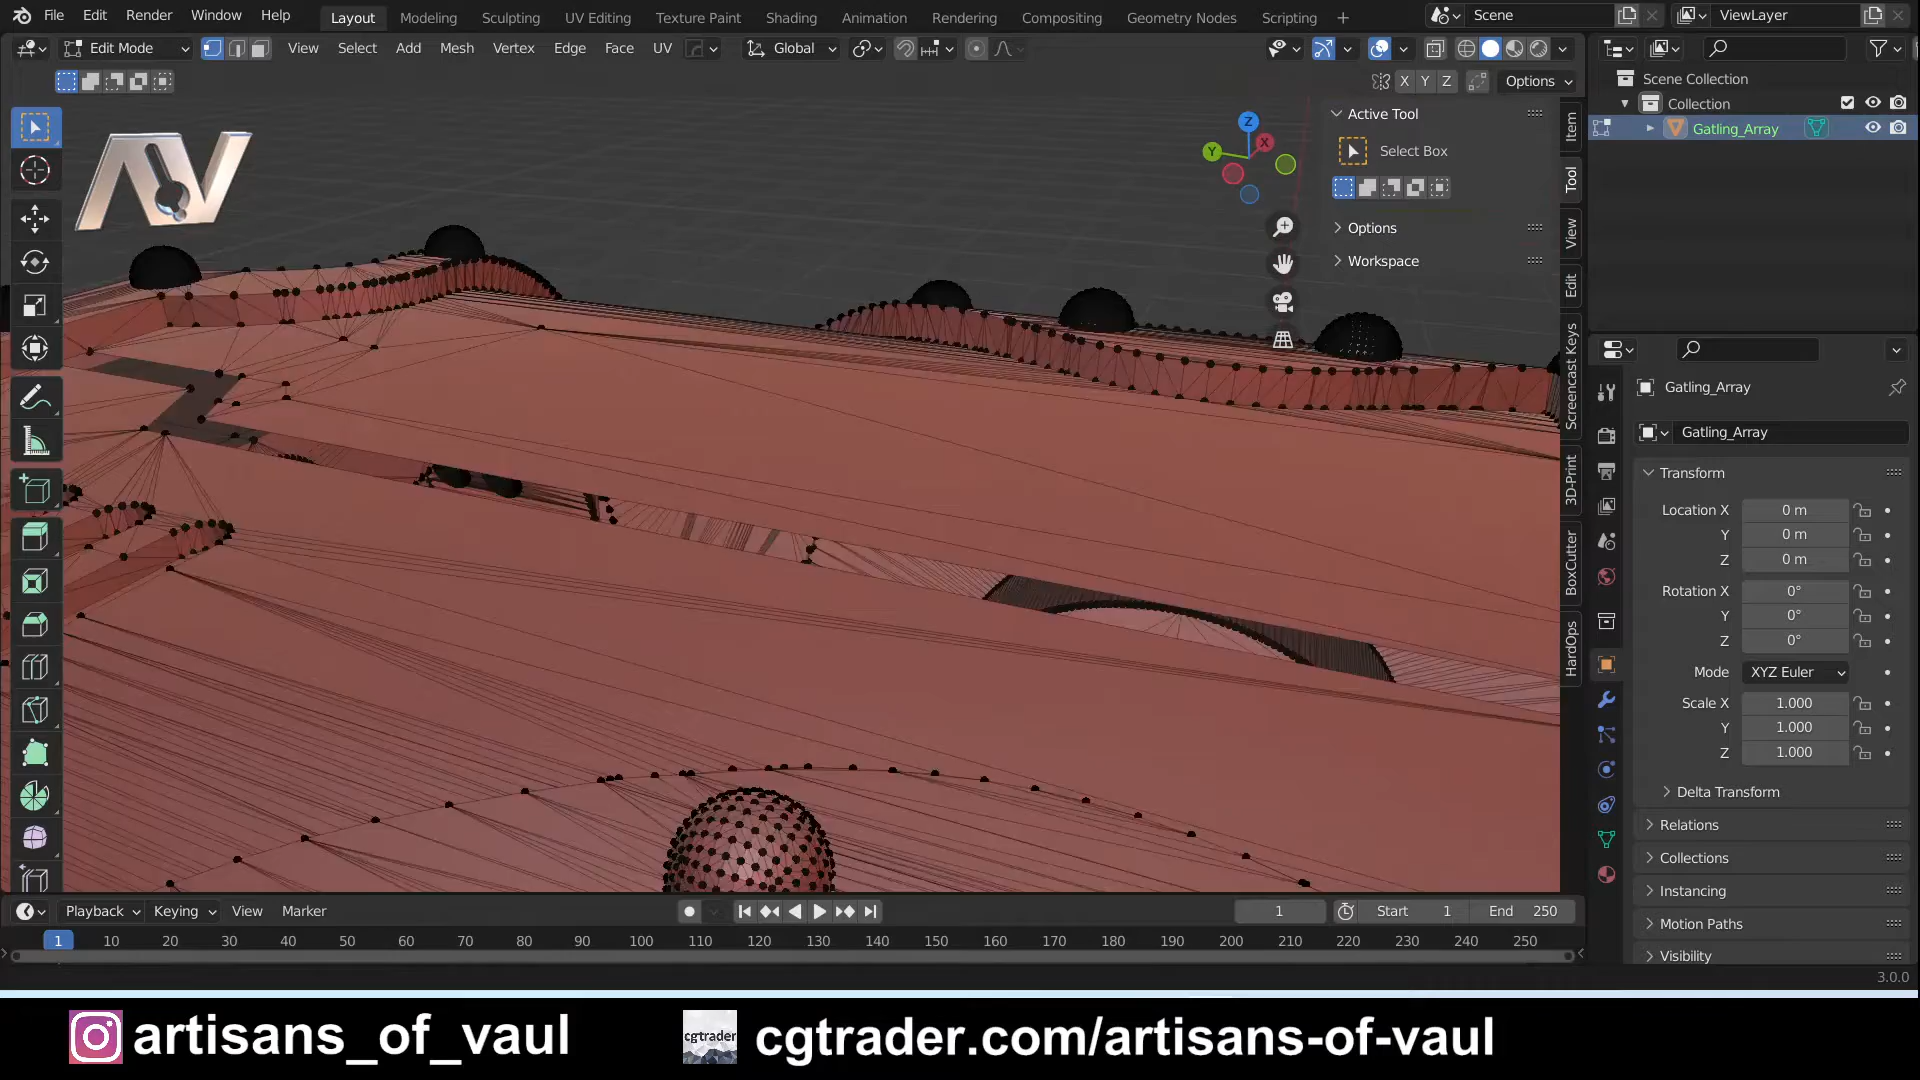 File Edit Render Window Help Layout Modeling Sculpting UV Editing Texture Paint Shading Animation Rendering Compositing Geometry Nodes Scripting + Scene ViewLayer
Edit Mode View Select Add Mesh Vertex Edge Face UV Global
X Y Z Options
Scene Collection
Collection
Gatling_Array
Active Tool
Select Box
Options
Workspace
Item
Tool
View
Edit
Screencast Keys
3D-Print
BoxCutter
HardOps
Z
X
Y
AV
Gatling_Array
Gatling_Array
Transform
Location X 0 m
Y 0 m
Z 0 m
Rotation X 0°
Y 0°
Z 0°
Mode XYZ Euler
Scale X 1.000
Y 1.000
Z 1.000
Delta Transform
Relations
Collections
Instancing
Motion Paths
Visibility
Playback Keying View Marker 1 Start 1 End 250
1 10 20 30 40 50 60 70 80 90 100 110 120 130 140 150 160 170 180 190 200 210 220 230 240 250
3.0.0
artisans_of_vaul
cgtrader
cgtrader.com/artisans-of-vaul